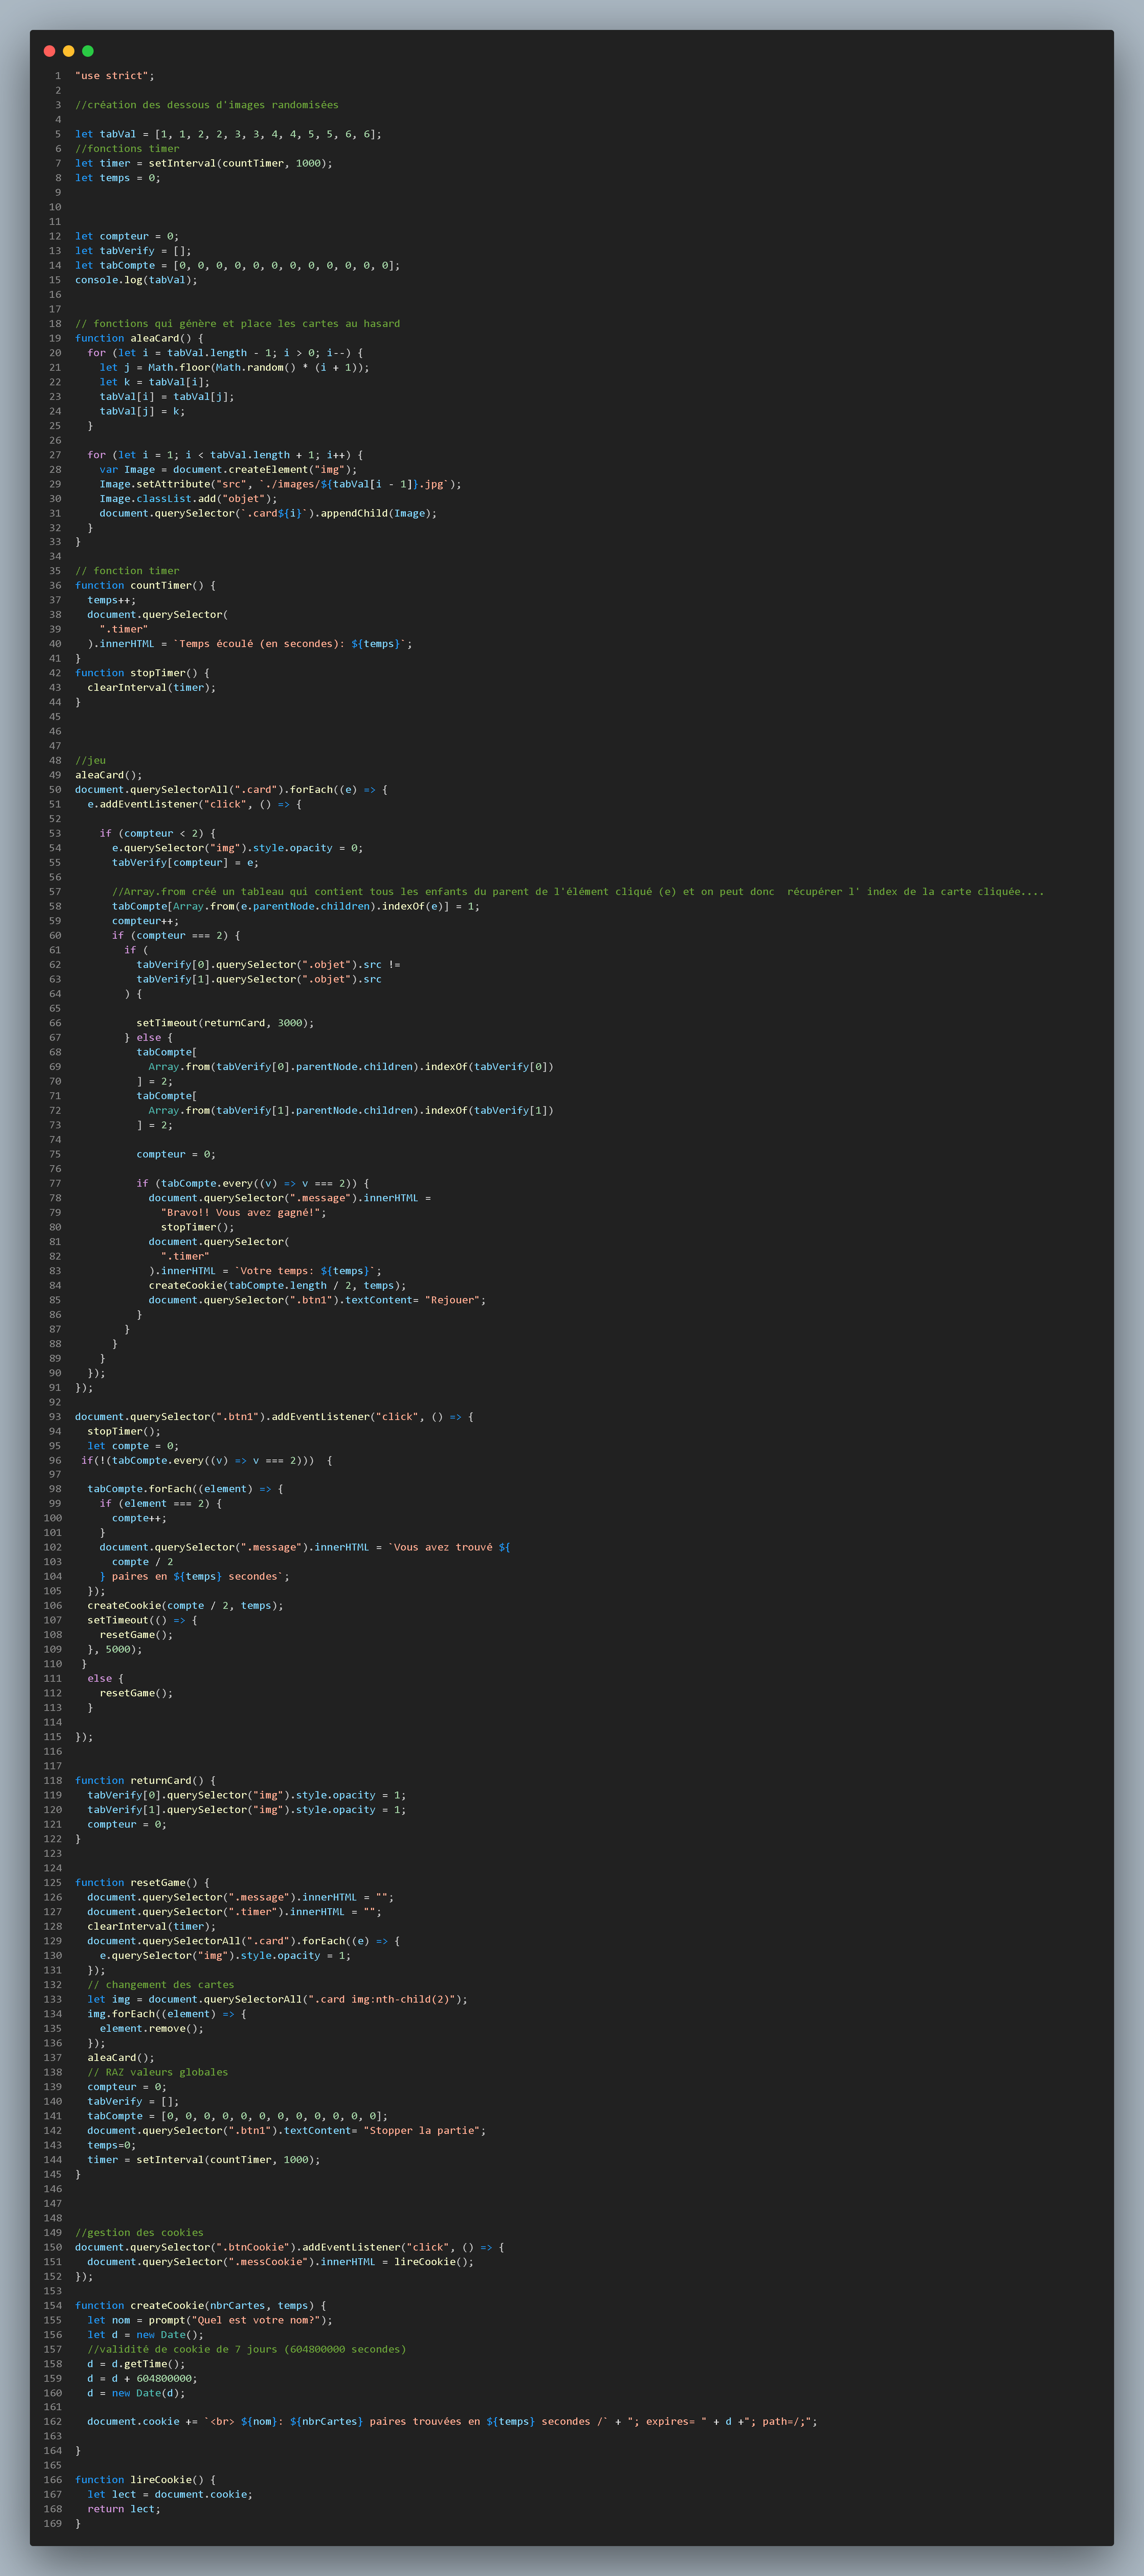 1 "use strict";
2
3 //création des dessous d'images randomisées
4
5 let tabVal = [1, 1, 2, 2, 3, 3, 4, 4, 5, 5, 6, 6];
6 //fonctions timer
7 let timer = setInterval(countTimer, 1000);
8 let temps = 0;
9
10
11
12 let compteur = 0;
13 let tabVerify = [];
14 let tabCompte = [0, 0, 0, 0, 0, 0, 0, 0, 0, 0, 0, 0];
15 console.log(tabVal);
16
17
18 // fonctions qui génère et place les cartes au hasard
19 function aleaCard() {
20 for (let i = tabVal.length - 1; i > 0; i--) {
21 let j = Math.floor(Math.random() * (i + 1));
22 let k = tabVal[i];
23 tabVal[i] = tabVal[j];
24 tabVal[j] = k;
25 }
26
27 for (let i = 1; i < tabVal.length + 1; i++) {
28 var Image = document.createElement("img");
29 Image.setAttribute("src", `./images/${tabVal[i - 1]}.jpg`);
30 Image.classList.add("objet");
31 document.querySelector(`.card${i}`).appendChild(Image);
32 }
33 }
34
35 // fonction timer
36 function countTimer() {
37 temps++;
38 document.querySelector(
39 ".timer"
40 ).innerHTML = `Temps écoulé (en secondes): ${temps}`;
41 }
42 function stopTimer() {
43 clearInterval(timer);
44 }
45
46
47
48 //jeu
49 aleaCard();
50 document.querySelectorAll(".card").forEach((e) => {
51 e.addEventListener("click", () => {
52
53 if (compteur < 2) {
54 e.querySelector("img").style.opacity = 0;
55 tabVerify[compteur] = e;
56
57 //Array.from créé un tableau qui contient tous les enfants du parent de l'élément cliqué (e) et on peut donc  récupérer l' index de la carte cliquée....
58 tabCompte[Array.from(e.parentNode.children).indexOf(e)] = 1;
59 compteur++;
60 if (compteur === 2) {
61 if (
62 tabVerify[0].querySelector(".objet").src !=
63 tabVerify[1].querySelector(".objet").src
64 ) {
65
66 setTimeout(returnCard, 3000);
67 } else {
68 tabCompte[
69 Array.from(tabVerify[0].parentNode.children).indexOf(tabVerify[0])
70 ] = 2;
71 tabCompte[
72 Array.from(tabVerify[1].parentNode.children).indexOf(tabVerify[1])
73 ] = 2;
74
75 compteur = 0;
76
77 if (tabCompte.every((v) => v === 2)) {
78 document.querySelector(".message").innerHTML =
79 "Bravo!! Vous avez gagné!";
80 stopTimer();
81 document.querySelector(
82 ".timer"
83 ).innerHTML = `Votre temps: ${temps}`;
84 createCookie(tabCompte.length / 2, temps);
85 document.querySelector(".btn1").textContent= "Rejouer";
86 }
87 }
88 }
89 }
90 });
91 });
92
93 document.querySelector(".btn1").addEventListener("click", () => {
94 stopTimer();
95 let compte = 0;
96 if(!(tabCompte.every((v) => v === 2)))  {
97
98 tabCompte.forEach((element) => {
99 if (element === 2) {
100 compte++;
101 }
102 document.querySelector(".message").innerHTML = `Vous avez trouvé ${
103 compte / 2
104 } paires en ${temps} secondes`;
105 });
106 createCookie(compte / 2, temps);
107 setTimeout(() => {
108 resetGame();
109 }, 5000);
110 }
111 else {
112 resetGame();
113 }
114
115 });
116
117
118 function returnCard() {
119 tabVerify[0].querySelector("img").style.opacity = 1;
120 tabVerify[1].querySelector("img").style.opacity = 1;
121 compteur = 0;
122 }
123
124
125 function resetGame() {
126 document.querySelector(".message").innerHTML = "";
127 document.querySelector(".timer").innerHTML = "";
128 clearInterval(timer);
129 document.querySelectorAll(".card").forEach((e) => {
130 e.querySelector("img").style.opacity = 1;
131 });
132 // changement des cartes
133 let img = document.querySelectorAll(".card img:nth-child(2)");
134 img.forEach((element) => {
135 element.remove();
136 });
137 aleaCard();
138 // RAZ valeurs globales
139 compteur = 0;
140 tabVerify = [];
141 tabCompte = [0, 0, 0, 0, 0, 0, 0, 0, 0, 0, 0, 0];
142 document.querySelector(".btn1").textContent= "Stopper la partie";
143 temps=0;
144 timer = setInterval(countTimer, 1000);
145 }
146
147
148
149 //gestion des cookies
150 document.querySelector(".btnCookie").addEventListener("click", () => {
151 document.querySelector(".messCookie").innerHTML = lireCookie();
152 });
153
154 function createCookie(nbrCartes, temps) {
155 let nom = prompt("Quel est votre nom?");
156 let d = new Date();
157 //validité de cookie de 7 jours (604800000 secondes)
158 d = d.getTime();
159 d = d + 604800000;
160 d = new Date(d);
161
162 document.cookie += `<br> ${nom}: ${nbrCartes} paires trouvées en ${temps} secondes /` + "; expires= " + d +"; path=/;";
163
164 }
165
166 function lireCookie() {
167 let lect = document.cookie;
168 return lect;
169 }